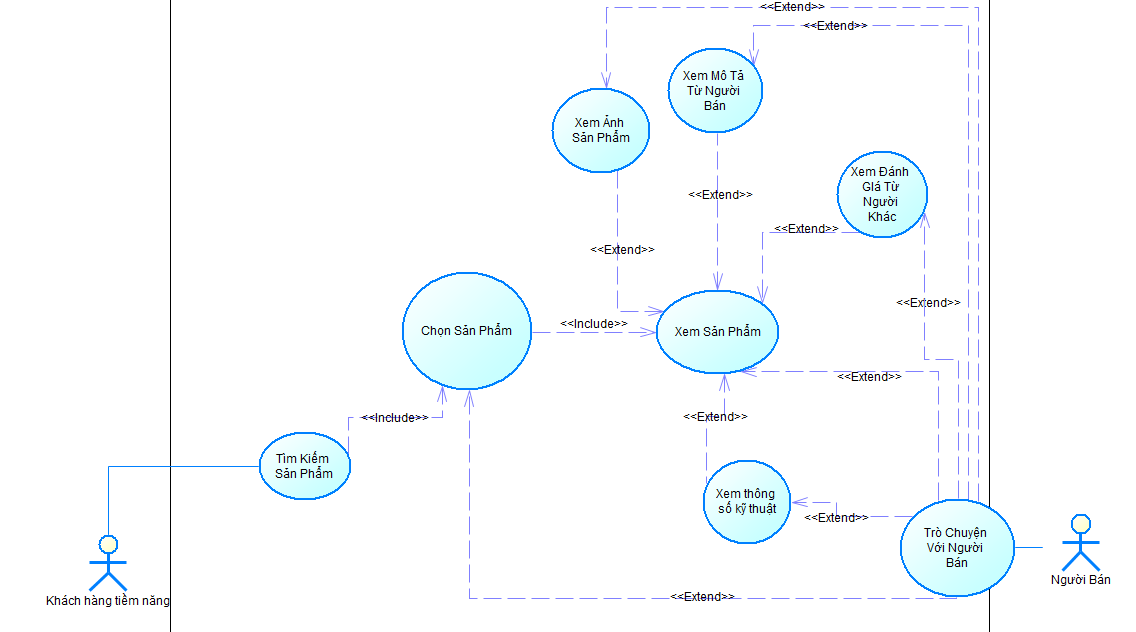 <<Extend>>
<<Extend>>
Xem Mô Tả
Từ Người
Bán
Xem Ảnh
Sản Phẩm
Xem Đánh
Giá Từ
Người
Khác
<<Extend>>
<<Extend>>
<<Extend>>
<<Extend>>
Chọn Sản Phẩm
<<Include>>
Xem Sản Phẩm
<<Extend>>
<<Include>>
<<Extend>>
Tìm Kiếm
Sản Phẩm
Xem thông
số kỹ thuật
<<Extend>>
Trò Chuyện
Với Người
Bán
Người Bán
Khách hàng tiềm năng
<<Extend>>